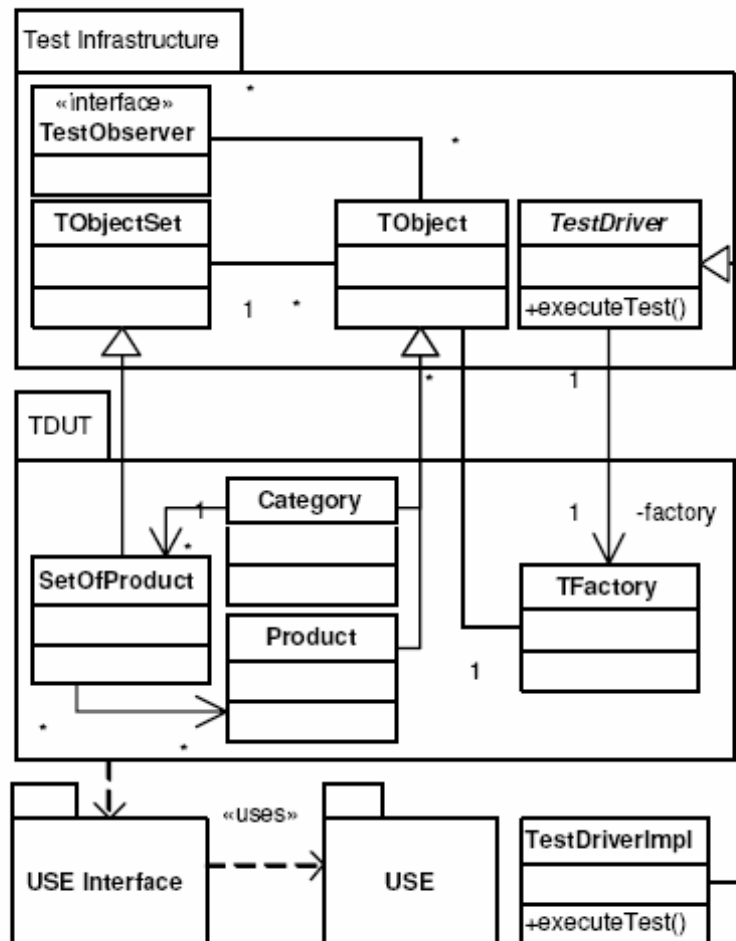 Test Infrastructure
«interface»
TestObserver
*
*
TObjectSet
TObject
TestDriver
+executeTest()
1
*
*
1
TDUT
Category
1
*
1
-factory
SetOfProduct
TFactory
Product
1
*
*
«uses»
USE Interface
USE
TestDriverImpl
+executeTest()